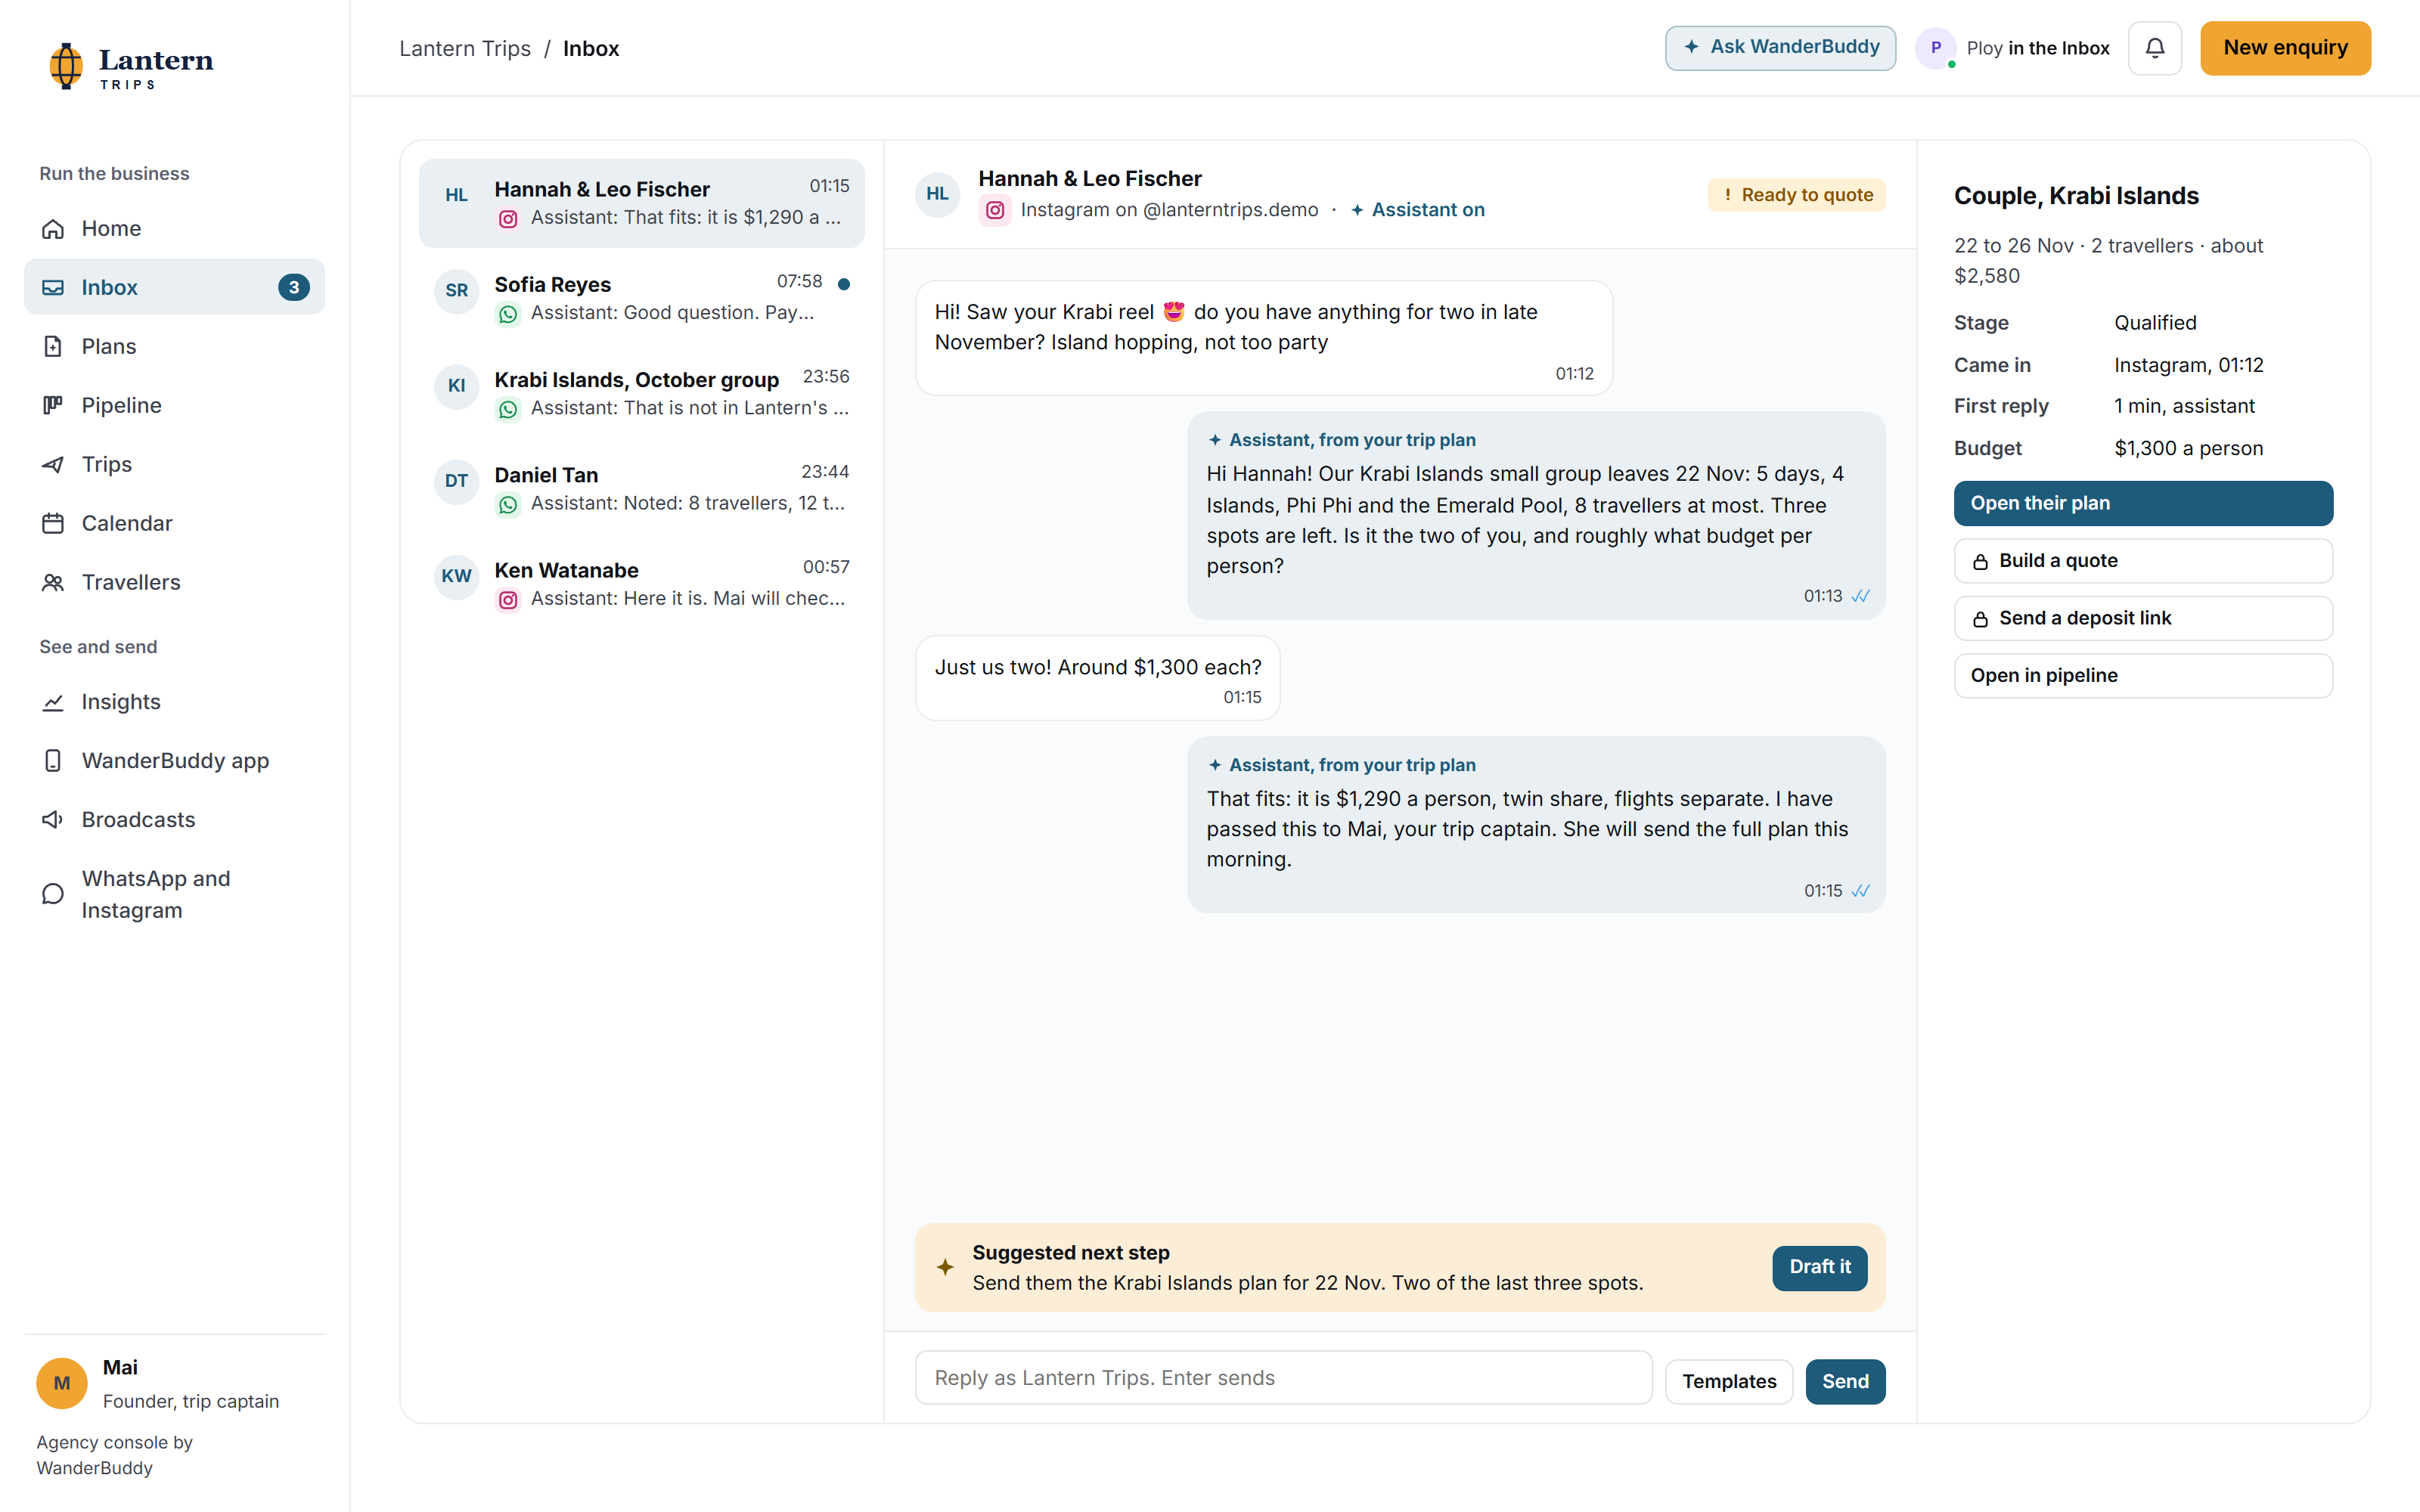 Lantern
TRIPS
Run the business
Home
Inbox
3
Plans
Pipeline
Trips
Calendar
Travellers
See and send
Insights
WanderBuddy app
Broadcasts
WhatsApp and
Instagram
M
Mai
Founder, trip captain
Agency console by
WanderBuddy
Lantern Trips / Inbox
Ask WanderBuddy
P
Ploy in the Inbox
New enquiry
HL
Hannah & Leo Fischer
01:15
Assistant: That fits: it is $1,290 a ...
SR
Sofia Reyes
07:58
Assistant: Good question. Pay...
KI
Krabi Islands, October group
23:56
Assistant: That is not in Lantern's ...
DT
Daniel Tan
23:44
Assistant: Noted: 8 travellers, 12 t...
KW
Ken Watanabe
00:57
Assistant: Here it is. Mai will chec...
HL
Hannah & Leo Fischer
Instagram on @lanterntrips.demo · Assistant on
! Ready to quote
Hi! Saw your Krabi reel 🤩 do you have anything for two in late
November? Island hopping, not too party
01:12
Assistant, from your trip plan
Hi Hannah! Our Krabi Islands small group leaves 22 Nov: 5 days, 4
Islands, Phi Phi and the Emerald Pool, 8 travellers at most. Three
spots are left. Is it the two of you, and roughly what budget per
person?
01:13
Just us two! Around $1,300 each?
01:15
Assistant, from your trip plan
That fits: it is $1,290 a person, twin share, flights separate. I have
passed this to Mai, your trip captain. She will send the full plan this
morning.
01:15
Suggested next step
Send them the Krabi Islands plan for 22 Nov. Two of the last three spots.
Draft it
Reply as Lantern Trips. Enter sends
Templates
Send
Couple, Krabi Islands
22 to 26 Nov · 2 travellers · about
$2,580
Stage Qualified
Came in Instagram, 01:12
First reply 1 min, assistant
Budget $1,300 a person
Open their plan
Build a quote
Send a deposit link
Open in pipeline